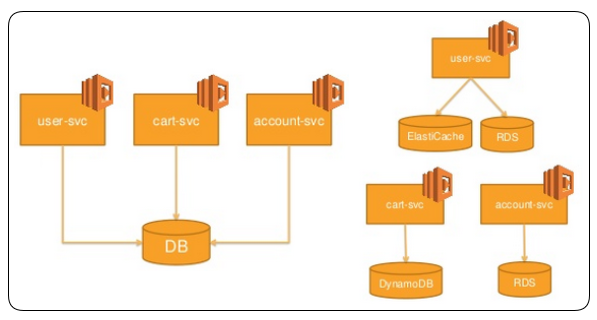 user-svc
cart-svc
account-svc
DB
user-svc
ElastiCache
RDS
cart-svc
account-svc
DynamoDB
RDS